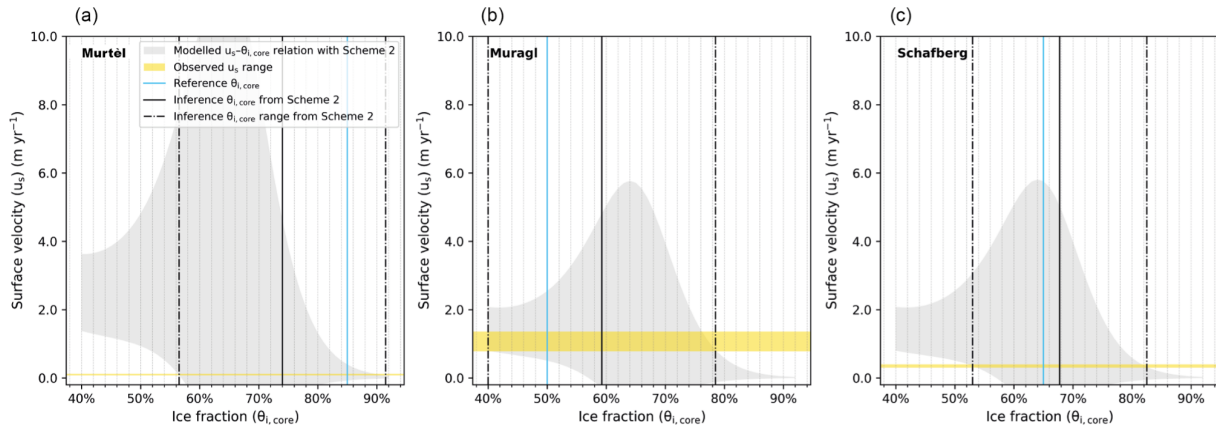 (a)
Murtèl
Modelled uₛ–θᵢ,core relation with Scheme 2
Observed uₛ range
Reference θᵢ,core
Inference θᵢ,core from Scheme 2
Inference θᵢ,core range from Scheme 2
Surface velocity (uₛ) (m yr⁻¹)
10.0
8.0
6.0
4.0
2.0
0.0
40% 50% 60% 70% 80% 90%
Ice fraction (θᵢ,core)
(b)
Muragl
Surface velocity (uₛ) (m yr⁻¹)
10.0
8.0
6.0
4.0
2.0
0.0
40% 50% 60% 70% 80% 90%
Ice fraction (θᵢ,core)
(c)
Schafberg
Surface velocity (uₛ) (m yr⁻¹)
10.0
8.0
6.0
4.0
2.0
0.0
40% 50% 60% 70% 80% 90%
Ice fraction (θᵢ,core)